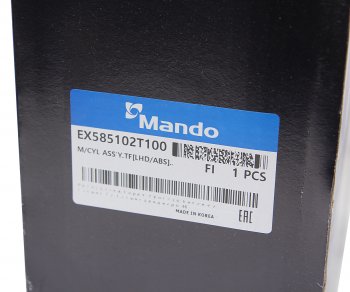 Mando
EX585102T100
M/CYL ASS'Y.TF[LHD/ABS]..
FI 1 PCS
MADE IN KOREA
EAC